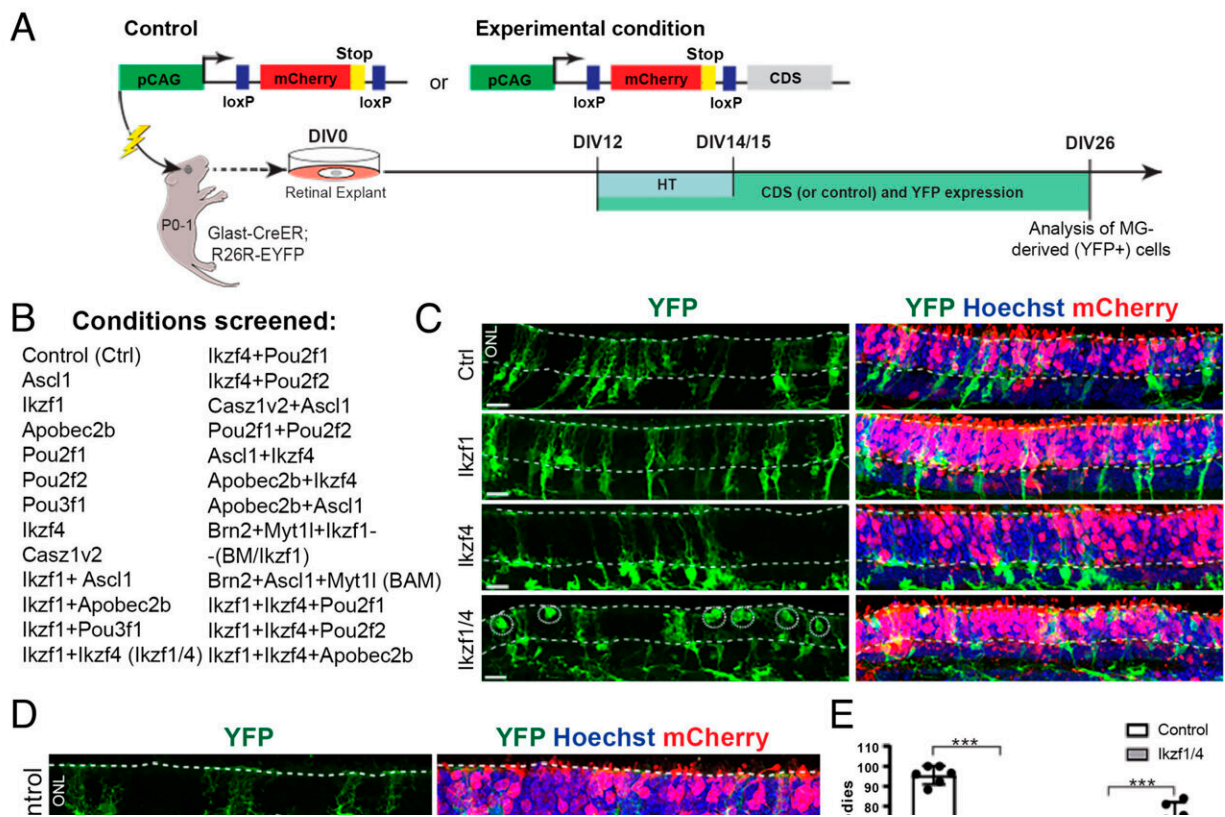 A
Control
Experimental condition
Stop
Stop
pCAG
mCherry
or
pCAG
mCherry
CDS
loxP
loxP
loxP
loxP
DIV0
DIV12
DIV14/15
DIV26
HT
CDS (or control) and YFP expression
Retinal Explant
P0-1
Glast-CreER;
R26R-EYFP
Analysis of MG-
derived (YFP+) cells
B
Conditions screened:
Control (Ctrl)
Ascl1
Ikzf1
Apobec2b
Pou2f1
Pou2f2
Pou3f1
Ikzf4
Casz1v2
Ikzf1+ Ascl1
Ikzf1+Apobec2b
Ikzf1+Pou3f1
Ikzf1+Ikzf4 (Ikzf1/4)
Ikzf4+Pou2f1
Ikzf4+Pou2f2
Casz1v2+Ascl1
Pou2f1+Pou2f2
Ascl1+Ikzf4
Apobec2b+Ikzf4
Apobec2b+Ascl1
Brn2+Myt1l+Ikzf1-
-(BM/Ikzf1)
Brn2+Ascl1+Myt1l (BAM)
Ikzf1+Ikzf4+Pou2f1
Ikzf1+Ikzf4+Pou2f2
Ikzf1+Ikzf4+Apobec2b
C
YFP
YFP Hoechst mCherry
ONL
Ctrl
Ikzf1
Ikzf4
Ikzf1/4
D
YFP
YFP Hoechst mCherry
ONL
E
Control
Ikzf1/4
***
***
110
100
90
80